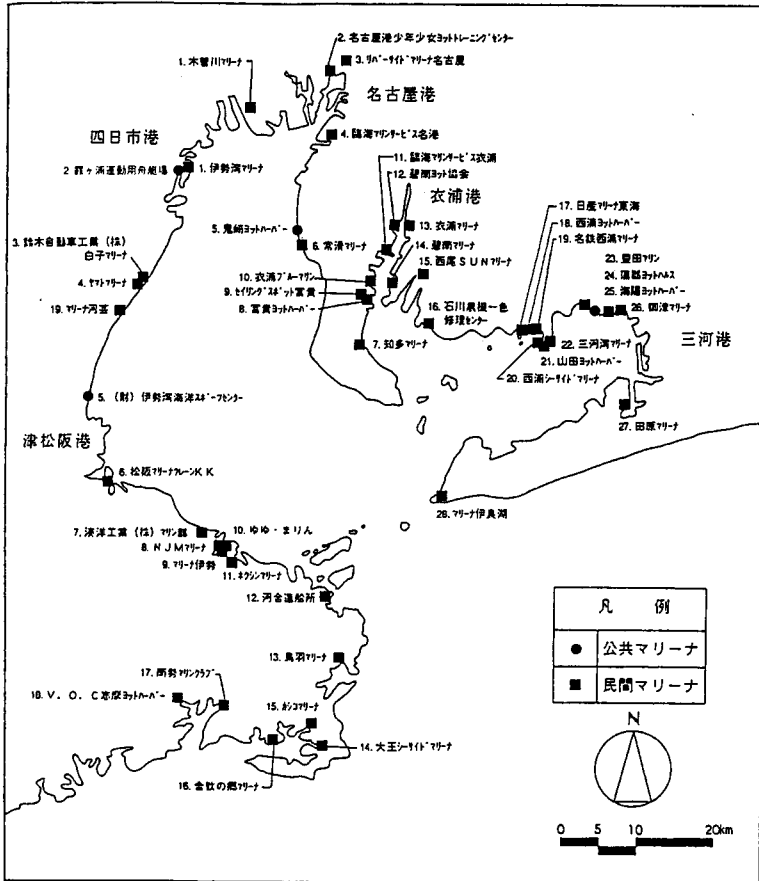 2. 名古屋港少年少女ヨットトレーニングセンター
3. リバーサイドマリーナ名古屋
1. 木曽川マリーナ
名古屋港
四日市港
4. 臨海マリンサービス名港
11. 臨海マリンサービス衣浦
12. 碧南ヨット協会
2 霞ヶ浦運動用舟艇場
1. 伊勢湾マリーナ
衣浦港
17. 日産マリーナ東海
18. 西浦ヨットハーバー
19. 名鉄西浦マリーナ
5. 鬼崎ヨットハーバー
13. 衣浦マリーナ
14. 碧南マリーナ
15. 西尾SUNマリーナ
23. 豊田マリン
24.
25. 海陽ヨットハーバー
26. 御津マリーナ
3. 鈴木自動車工業(株)
白子マリーナ
6. 常滑マリーナ
4. ヤマトマリーナ
10. 衣浦ブルーマリン
9. セイリングスポット富貴
8. 富貴ヨットハーバー
19. マリーナ河芸
16. 石川農機一色
修理センター
三河港
7. 知多マリーナ
22. 三河湾マリーナ
21. 山田ヨットハーバー
20. 西浦シーサイドマリーナ
5. (財)伊勢湾海洋スポーツセンター
27. 田原マリーナ
津松阪港
6. 松阪マリーナクレーンKK
28. マリーナ伊良湖
7. 湊洋工業(株)マリン部
10. ゆゆ・まりん
8. NJMマリーナ
9. マリーナ伊勢
11. ネクシンマリーナ
12. 河合造船所
凡 例
● 公共マリーナ
■ 民間マリーナ
13. 鳥羽マリーナ
17. 南勢マリンクラブ
18. V.O.C志摩ヨットハーバー
15. カシコマリーナ
14. 大王シーサイドマリーナ
16. 合歓の郷マリーナ
N
0 5 10 20km